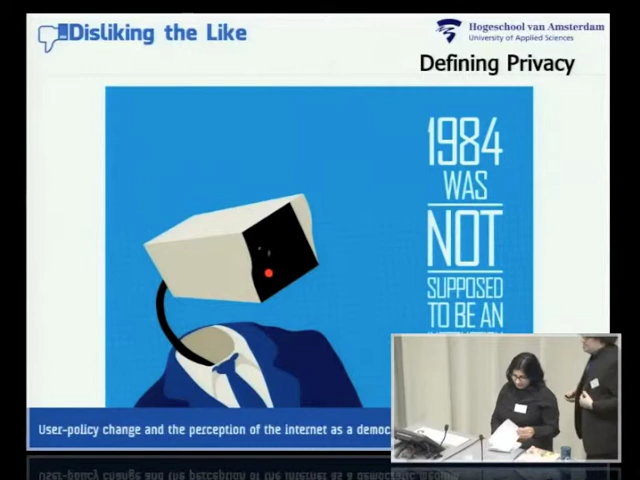 Disliking the Like
Hogeschool van Amsterdam
University of Applied Sciences
Defining Privacy
1984
WAS
NOT
SUPPOSED
TO BE AN
User-policy change and the perception of the internet as a